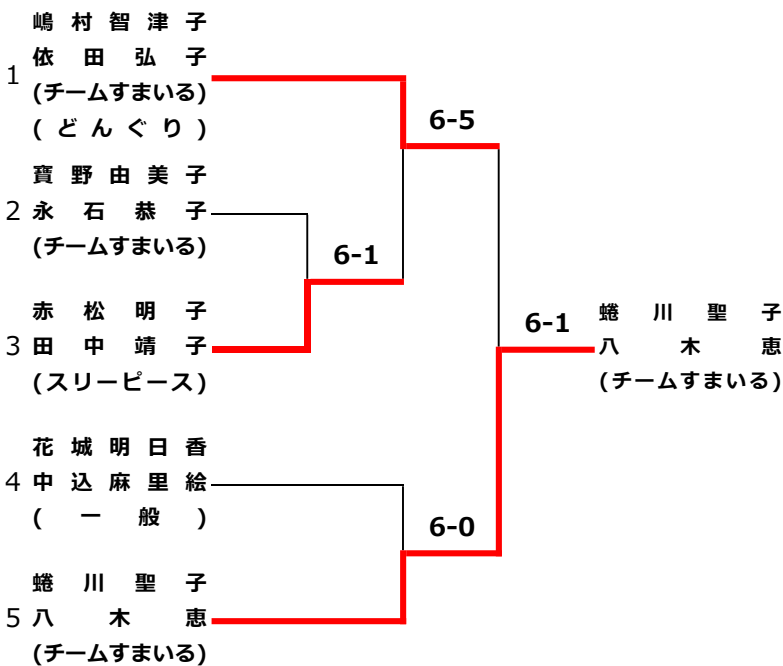 嶋村智津子
依田弘子
1
(チームすまいる)
(どんぐり)
6-5
寳野由美子
2 永石恭子
(チームすまいる)
6-1
赤松明子
3 田中靖子
(スリーピース)
6-1
蜷川聖子
八木恵
(チームすまいる)
花城明日香
4 中込麻里絵
(一般)
6-0
蜷川聖子
5 八木恵
(チームすまいる)